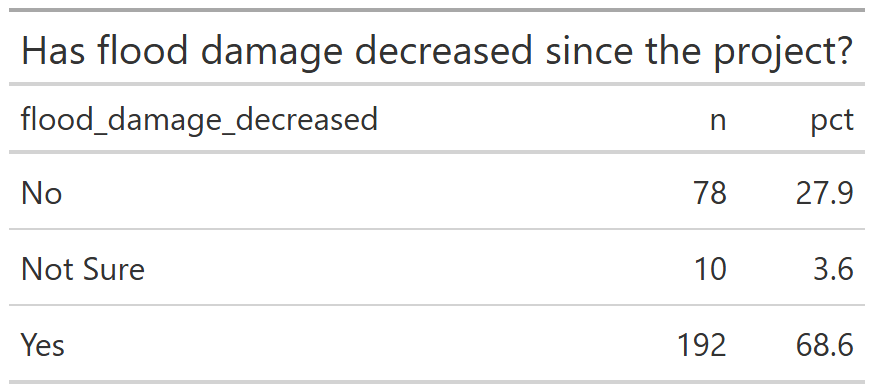 Has flood damage decreased since the project?
flood_damage_decreased n pct
No 78 27.9
Not Sure 10 3.6
Yes 192 68.6